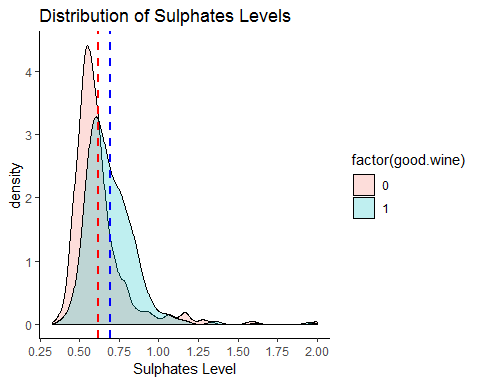 Distribution of Sulphates Levels
density
4
3
2
1
0
0.25 0.50 0.75 1.00 1.25 1.50 1.75 2.00
Sulphates Level
factor(good.wine)
0
1